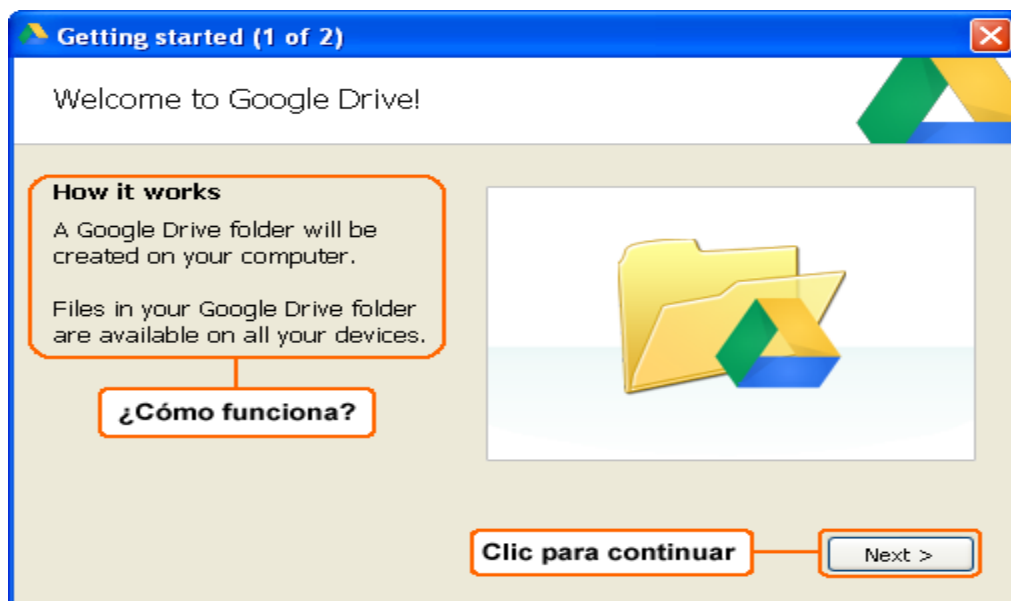 Getting started (1 of 2)
Welcome to Google Drive!
How it works
A Google Drive folder will be
created on your computer.
Files in your Google Drive folder
are available on all your devices.
¿Cómo funciona?
Clic para continuar
Next >